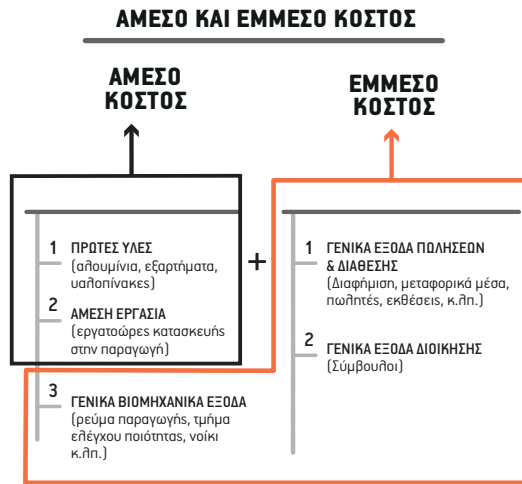 ΑΜΕΣΟ ΚΑΙ ΕΜΜΕΣΟ ΚΟΣΤΟΣ
ΑΜΕΣΟ
ΚΟΣΤΟΣ
ΕΜΜΕΣΟ
ΚΟΣΤΟΣ
1 ΠΡΩΤΕΣ ΥΛΕΣ
(αλουμίνια, εξαρτήματα,
υαλοπίνακες)
2 ΑΜΕΣΗ ΕΡΓΑΣΙΑ
(εργατοώρες κατασκευής
στην παραγωγή)
3 ΓΕΝΙΚΑ ΒΙΟΜΗΧΑΝΙΚΑ ΕΞΟΔΑ
(ρεύμα παραγωγής, τμήμα
ελέγχου ποιότητας, νοίκι
κ.λπ.)
+
1 ΓΕΝΙΚΑ ΕΞΟΔΑ ΠΩΛΗΣΕΩΝ
& ΔΙΑΘΕΣΗΣ
(Διαφήμιση, μεταφορικά μέσα,
πωλητές, εκθέσεις, κ.λπ.)
2 ΓΕΝΙΚΑ ΕΞΟΔΑ ΔΙΟΙΚΗΣΗΣ
(Σύμβουλοι)